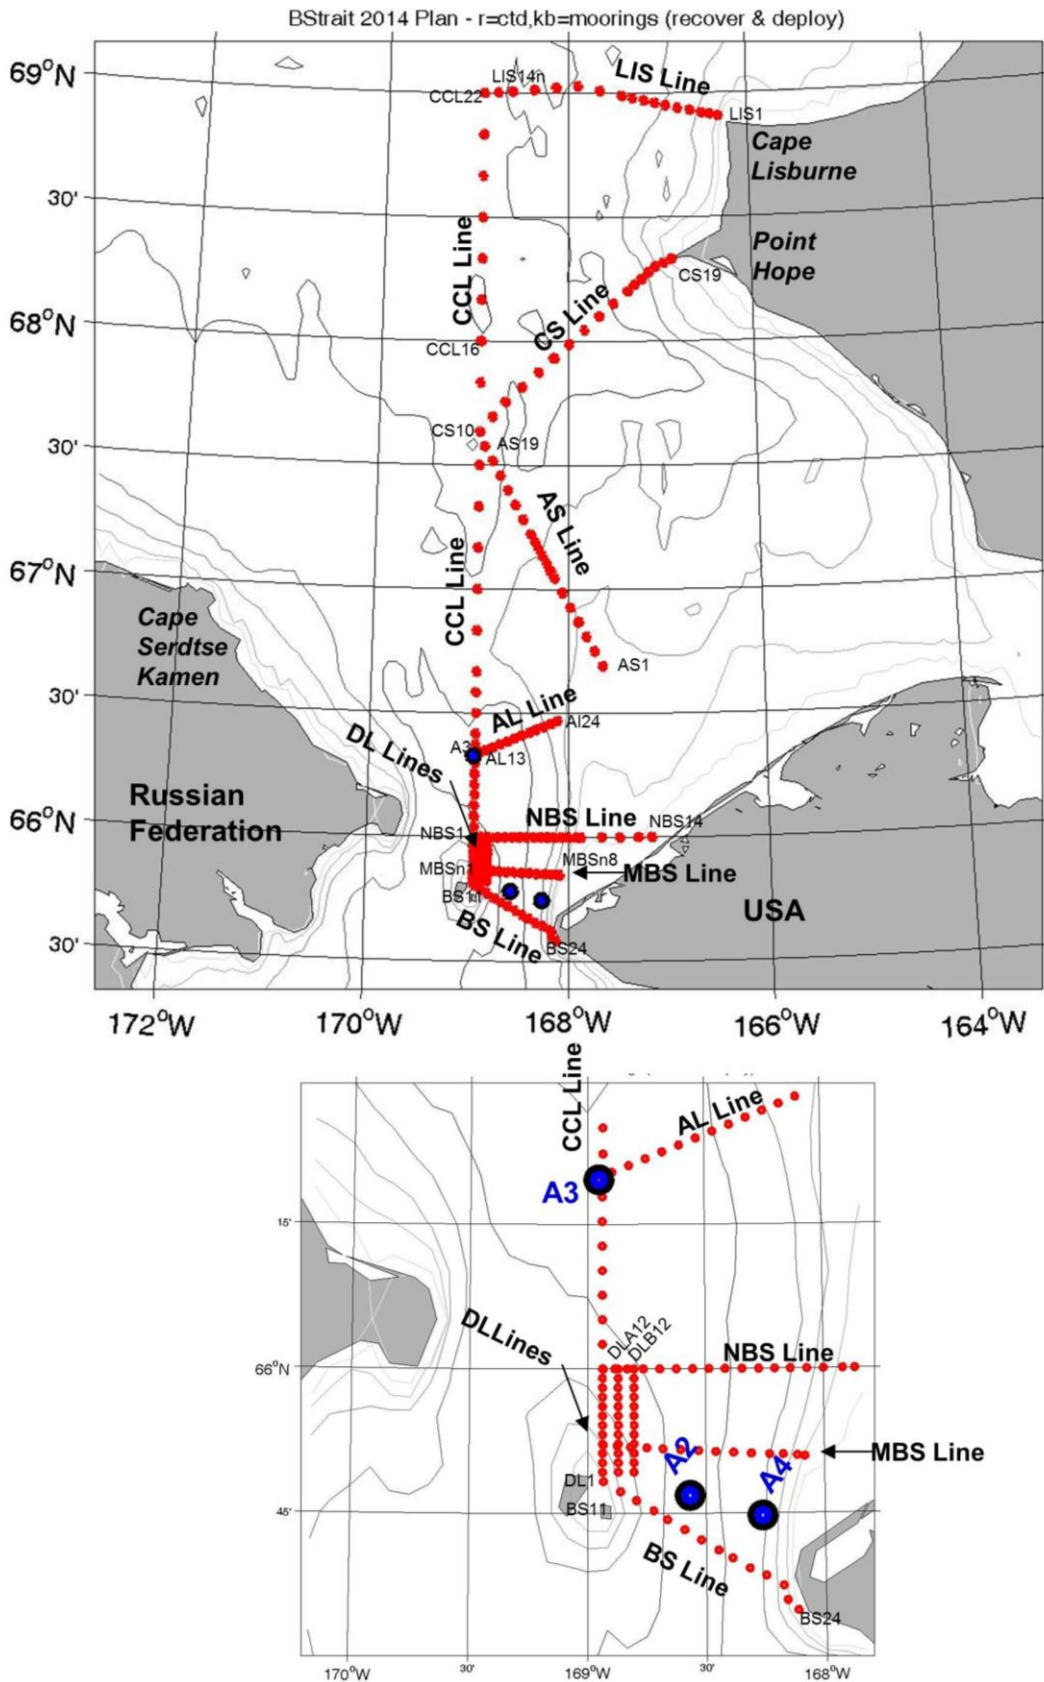 BStrait 2014 Plan - r=ctd,kb=moorings (recover & deploy)
69°N
LIS14n
LIS Line
CCL22
LIS1
Cape
Lisburne
30'
Point
Hope
CCL Line
CS19
CS Line
68°N
CCL16
CS10
AS19
30'
AS Line
67°N
CCL Line
Cape
Serdtse
Kamen
AS1
30'
AL Line
Al24
DL Lines
A3
AL13
Russian
Federation
66°N
NBS Line
NBS14
NBS1
MBSn8
MBSn1
MBS Line
BS11
USA
BS Line
BS24
30'
172°W
170°W
168°W
166°W
164°W
CCL Line
AL Line
A3
15'
DLLines
DLA12
DLB12
66°N
NBS Line
MBS Line
A2
A4
DL1
BS11
45'
BS Line
BS24
170°W
30'
169°W
30'
168°W